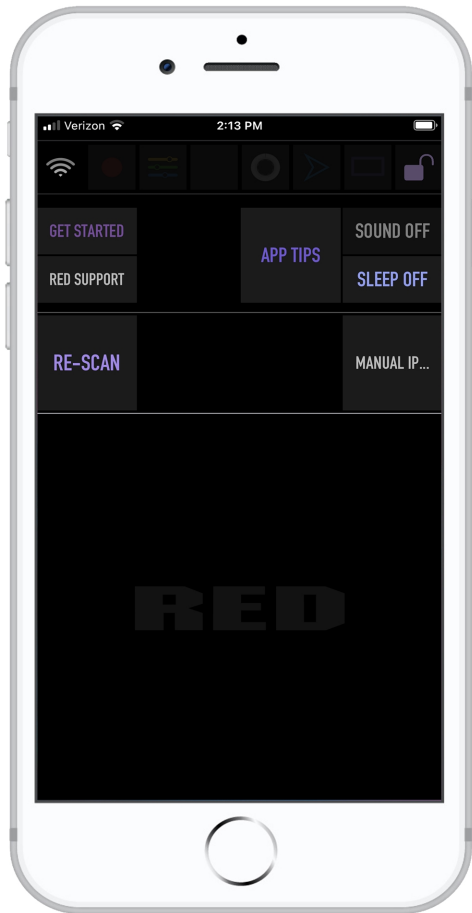 Verizon 2:13 PM
GET STARTED
RED SUPPORT
APP TIPS
SOUND OFF
SLEEP OFF
RE-SCAN
MANUAL IP...
RED